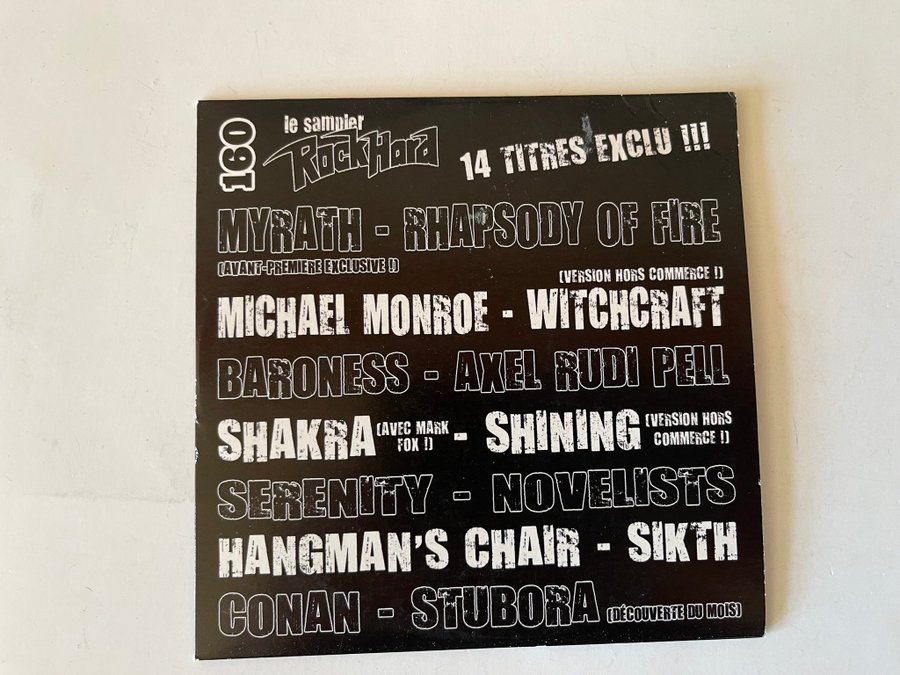 160
le sampler
RockHard
14 TITRES EXCLU !!!
MYRATH - RHAPSODY OF FIRE
(AVANT-PREMIERE EXCLUSIVE !)
(VERSION HORS COMMERCE !)
MICHAEL MONROE - WITCHCRAFT
BARONESS - AXEL RUDI PELL
SHAKRA (AVEC MARK FOX !) - SHINING (VERSION HORS COMMERCE !)
SERENITY - NOVELISTS
HANGMAN'S CHAIR - SIKTH
CONAN - STUBORA (DÉCOUVERTE DU MOIS)